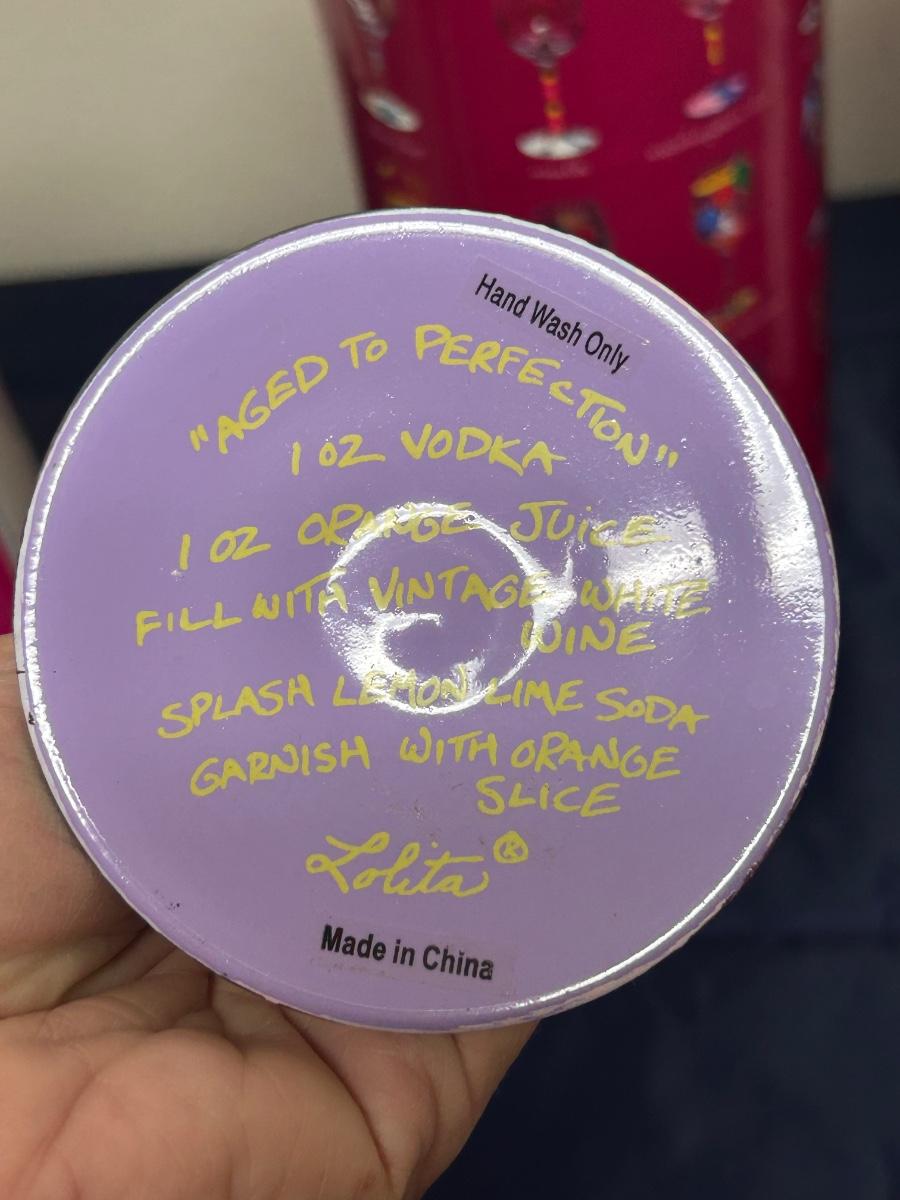 Hand Wash Only
"AGED TO PERFECTION"
1 OZ VODKA
1 OZ ORANGE JUICE
FILL WITH VINTAGE WHITE
WINE
SPLASH LEMON LIME SODA
GARNISH WITH ORANGE
SLICE
Lolita®
Made in China